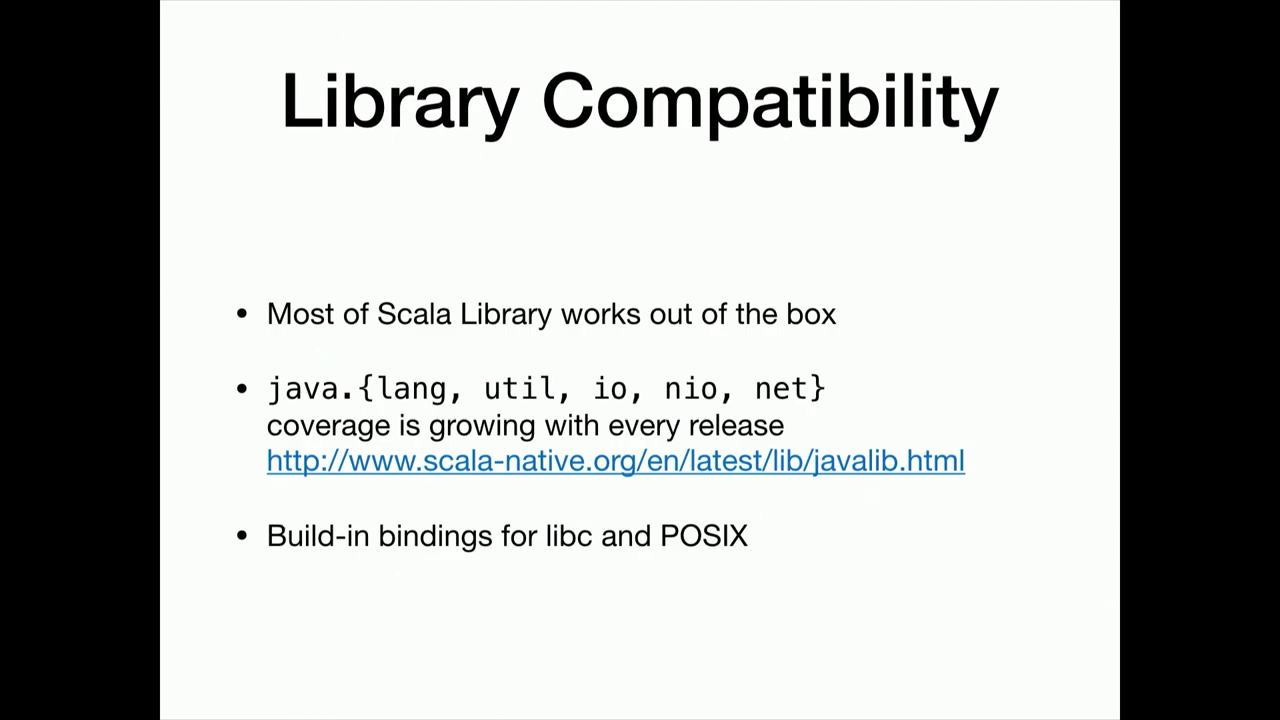 Library Compatibility
• Most of Scala Library works out of the box
• java.{lang, util, io, nio, net}
coverage is growing with every release
http://www.scala-native.org/en/latest/lib/javalib.html
• Build-in bindings for libc and POSIX